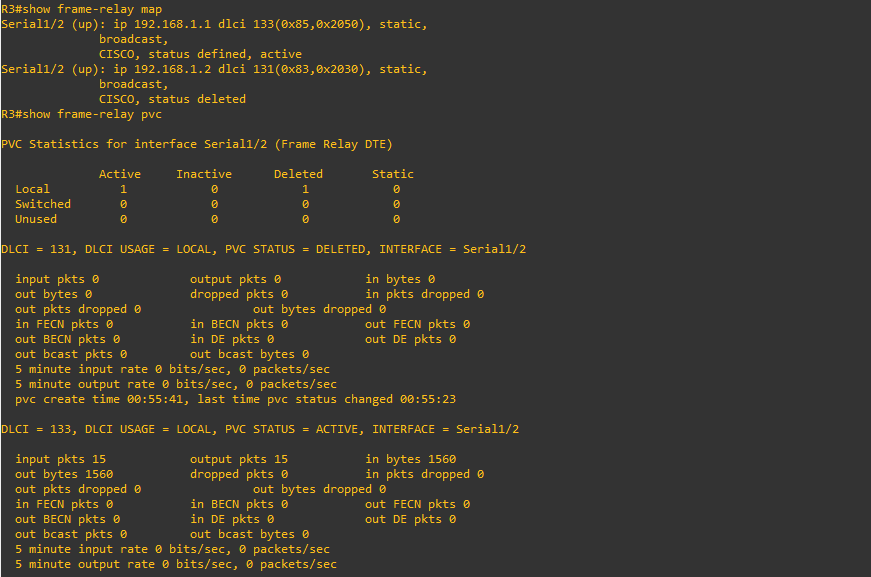 R3#show frame-relay map
Serial1/2 (up): ip 192.168.1.1 dlci 133(0x85,0x2050), static,
              broadcast,
              CISCO, status defined, active
Serial1/2 (up): ip 192.168.1.2 dlci 131(0x83,0x2030), static,
              broadcast,
              CISCO, status deleted
R3#show frame-relay pvc

PVC Statistics for interface Serial1/2 (Frame Relay DTE)

              Active     Inactive      Deleted       Static
  Local          1            0            1            0
  Switched       0            0            0            0
  Unused         0            0            0            0

DLCI = 131, DLCI USAGE = LOCAL, PVC STATUS = DELETED, INTERFACE = Serial1/2

  input pkts 0             output pkts 0            in bytes 0
  out bytes 0              dropped pkts 0           in pkts dropped 0
  out pkts dropped 0                out bytes dropped 0
  in FECN pkts 0           in BECN pkts 0           out FECN pkts 0
  out BECN pkts 0          in DE pkts 0             out DE pkts 0
  out bcast pkts 0         out bcast bytes 0
  5 minute input rate 0 bits/sec, 0 packets/sec
  5 minute output rate 0 bits/sec, 0 packets/sec
  pvc create time 00:55:41, last time pvc status changed 00:55:23

DLCI = 133, DLCI USAGE = LOCAL, PVC STATUS = ACTIVE, INTERFACE = Serial1/2

  input pkts 15            output pkts 15           in bytes 1560
  out bytes 1560           dropped pkts 0           in pkts dropped 0
  out pkts dropped 0                out bytes dropped 0
  in FECN pkts 0           in BECN pkts 0           out FECN pkts 0
  out BECN pkts 0          in DE pkts 0             out DE pkts 0
  out bcast pkts 0         out bcast bytes 0
  5 minute input rate 0 bits/sec, 0 packets/sec
  5 minute output rate 0 bits/sec, 0 packets/sec